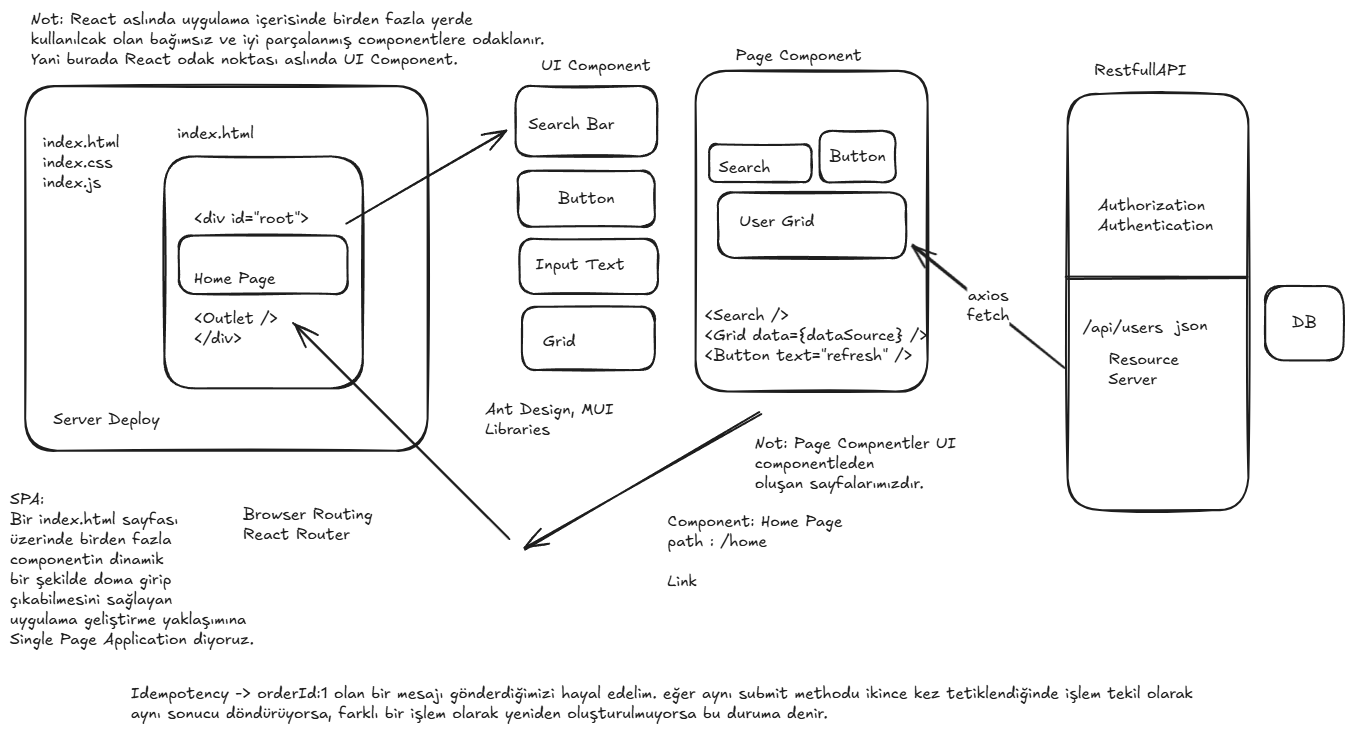 Not: React aslında uygulama içerisinde birden fazla yerde
kullanılcak olan bağımsız ve iyi parçalanmış componentlere odaklanır.
Yani burada React odak noktası aslında UI Component.
index.html
index.css
index.js
index.html
<div id="root">
Home Page
<Outlet />
</div>
Server Deploy
UI Component
Search Bar
Button
Input Text
Grid
Ant Design, MUI
Libraries
Page Component
Search
Button
User Grid
<Search />
<Grid data={dataSource} />
<Button text="refresh" />
axios
fetch
RestfullAPI
Authorization
Authentication
/api/users json
Resource
Server
DB
Not: Page Compnentler UI
componentleden
oluşan sayfalarımızdır.
Component: Home Page
path : /home
Link
Browser Routing
React Router
SPA:
Bir index.html sayfası
üzerinde birden fazla
componentin dinamik
bir şekilde doma girip
çıkabilmesini sağlayan
uygulama geliştirme yaklaşımına
Single Page Application diyoruz.
Idempotency -> orderId:1 olan bir mesajı gönderdiğimizi hayal edelim. eğer aynı submit methodu ikince kez tetiklendiğinde işlem tekil olarak
aynı sonucu döndürüyorsa, farklı bir işlem olarak yeniden oluşturulmuyorsa bu duruma denir.